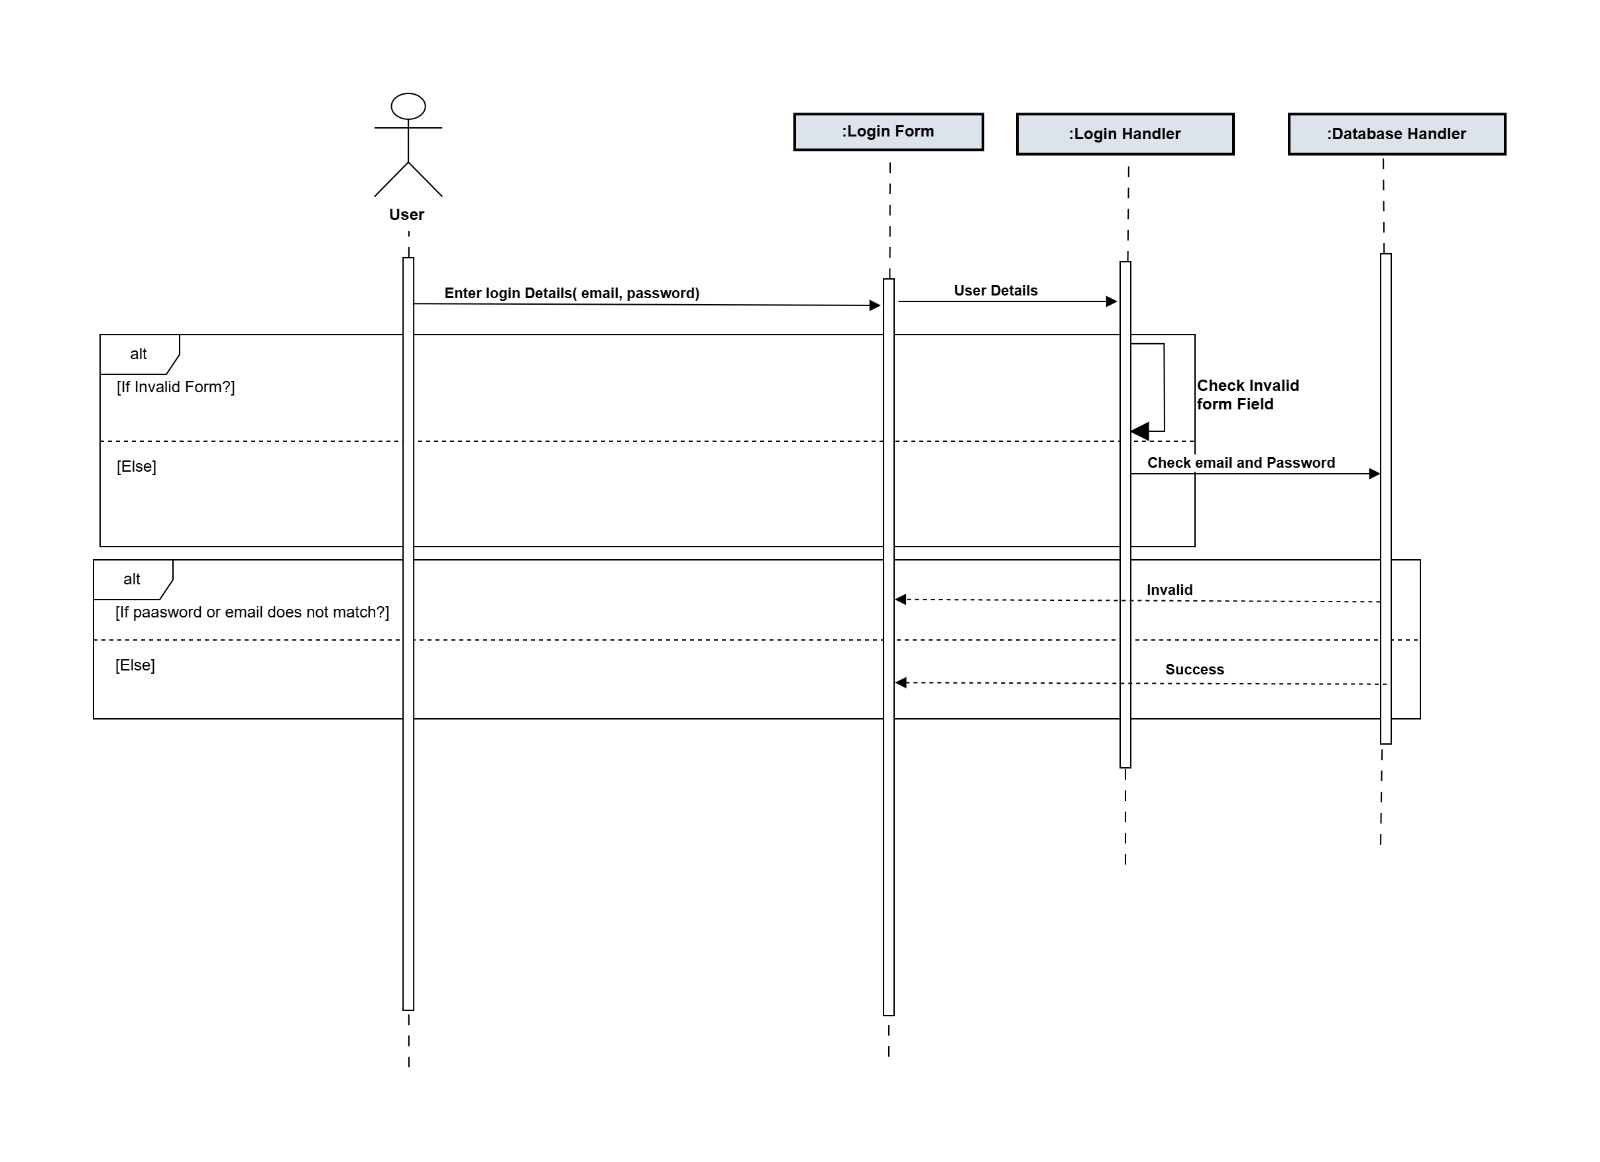 :Login Form
:Login Handler
:Database Handler
User
Enter login Details( email, password)
User Details
alt
[If Invalid Form?]
Check Invalid
form Field
[Else]
Check email and Password
alt
Invalid
[If paasword or email does not match?]
[Else]
Success